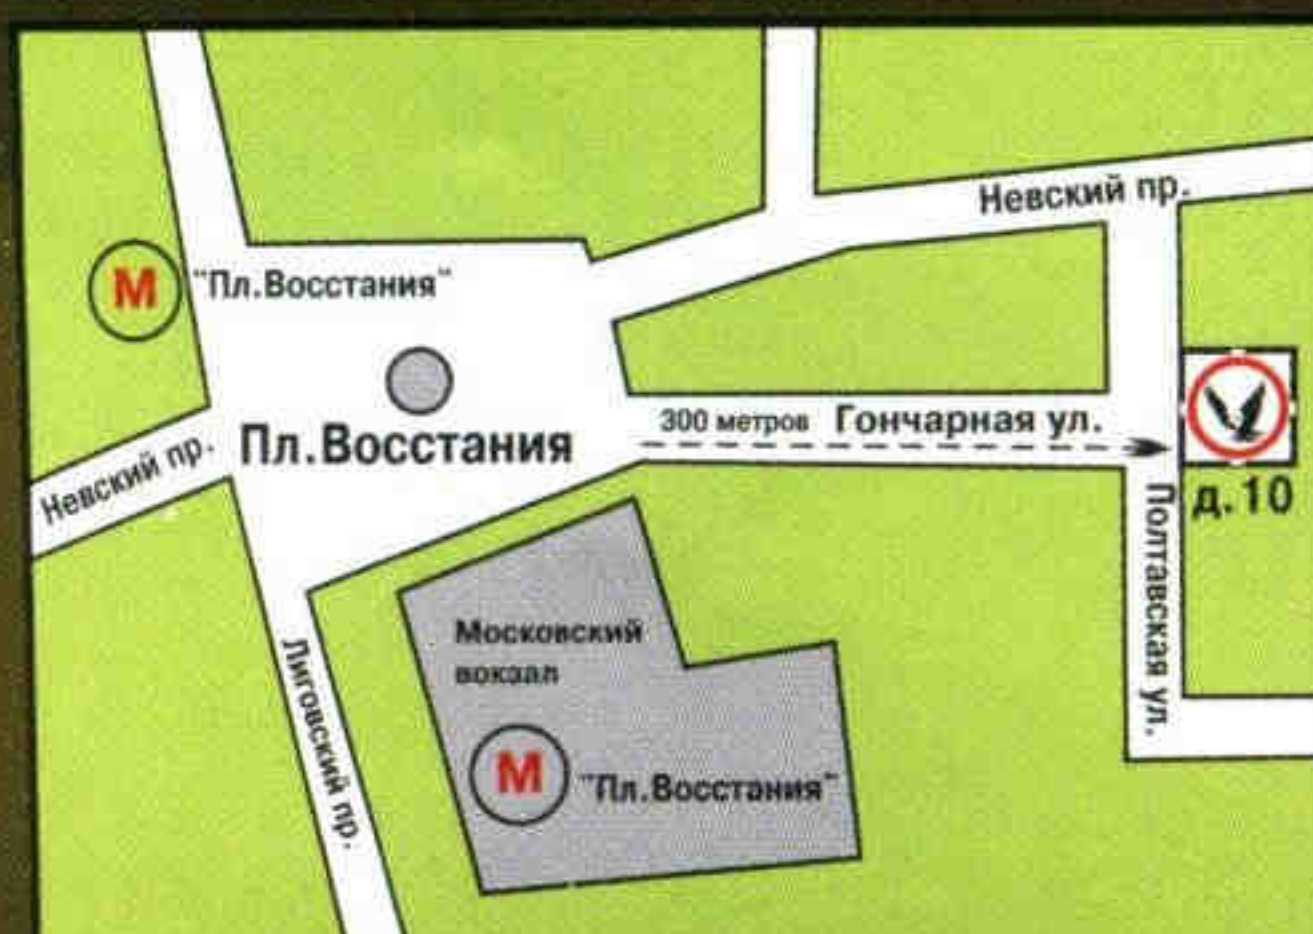 Невский пр.
М "Пл.Восстания"
300 метров Гончарная ул.
Пл.Восстания
Невский пр.
д.10
Полтавская ул.
Московский
вокзал
Лиговский пр.
М "Пл.Восстания"